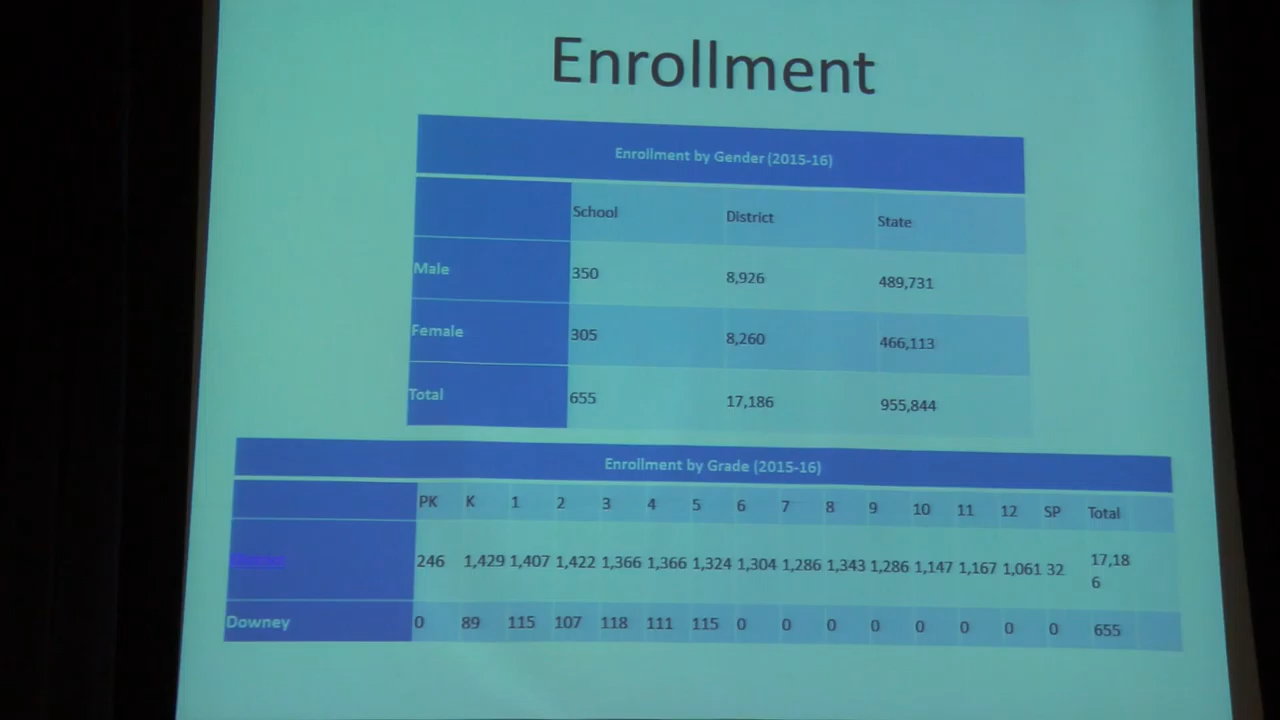 Enrollment
Enrollment by Gender (2015-16)
School District State
Male 350 8,926 489,731
Female 305 8,260 466,113
Total 655 17,186 955,844
Enrollment by Grade (2015-16)
PK K 1 2 3 4 5 6 7 8 9 10 11 12 SP Total
246 1,429 1,407 1,422 1,366 1,366 1,324 1,304 1,286 1,343 1,286 1,147 1,167 1,061 32 17,18
6
Downey 0 89 115 107 118 111 115 0 0 0 0 0 0 0 0 655